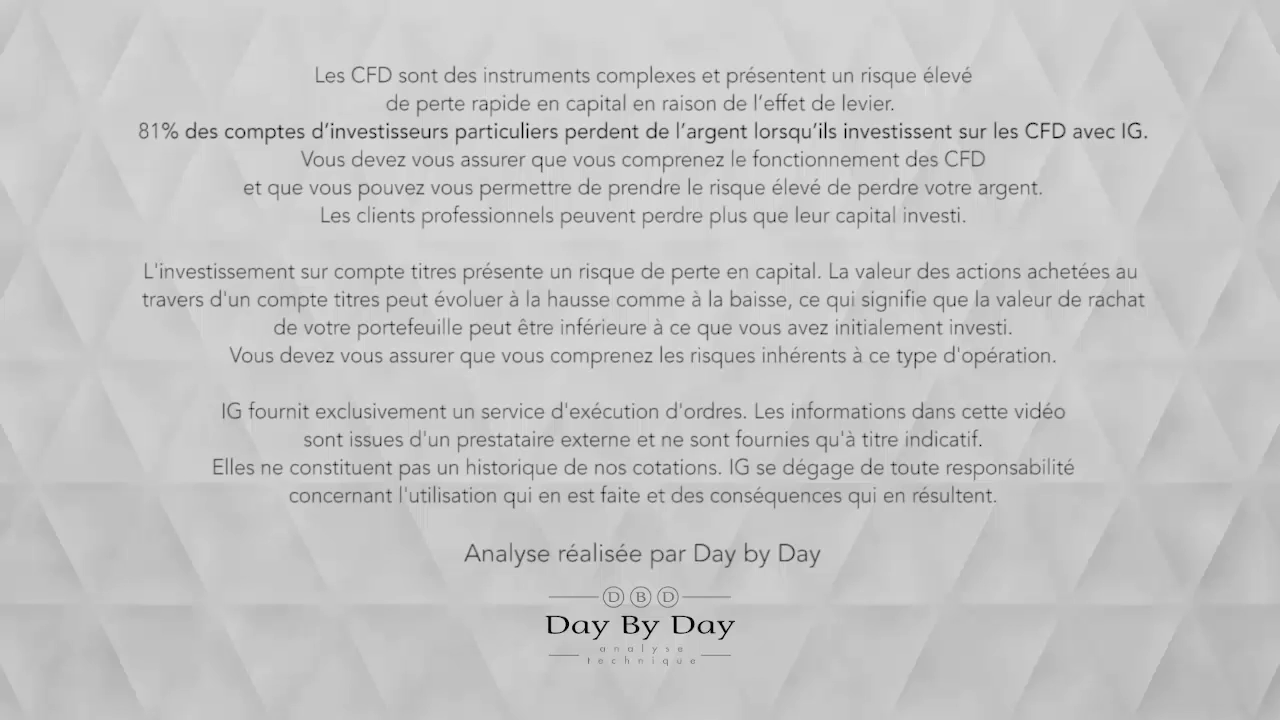 Les CFD sont des instruments complexes et présentent un risque élevé
de perte rapide en capital en raison de l’effet de levier.
81% des comptes d’investisseurs particuliers perdent de l’argent lorsqu’ils investissent sur les CFD avec IG.
Vous devez vous assurer que vous comprenez le fonctionnement des CFD
et que vous pouvez vous permettre de prendre le risque élevé de perdre votre argent.
Les clients professionnels peuvent perdre plus que leur capital investi.
L'investissement sur compte titres présente un risque de perte en capital. La valeur des actions achetées au
travers d'un compte titres peut évoluer à la hausse comme à la baisse, ce qui signifie que la valeur de rachat
de votre portefeuille peut être inférieure à ce que vous avez initialement investi.
Vous devez vous assurer que vous comprenez les risques inhérents à ce type d'opération.
IG fournit exclusivement un service d'exécution d'ordres. Les informations dans cette vidéo
sont issues d'un prestataire externe et ne sont fournies qu'à titre indicatif.
Elles ne constituent pas un historique de nos cotations. IG se dégage de toute responsabilité
concernant l'utilisation qui en est faite et des conséquences qui en résultent.
Analyse réalisée par Day by Day
D B D
Day By Day
analyse
technique